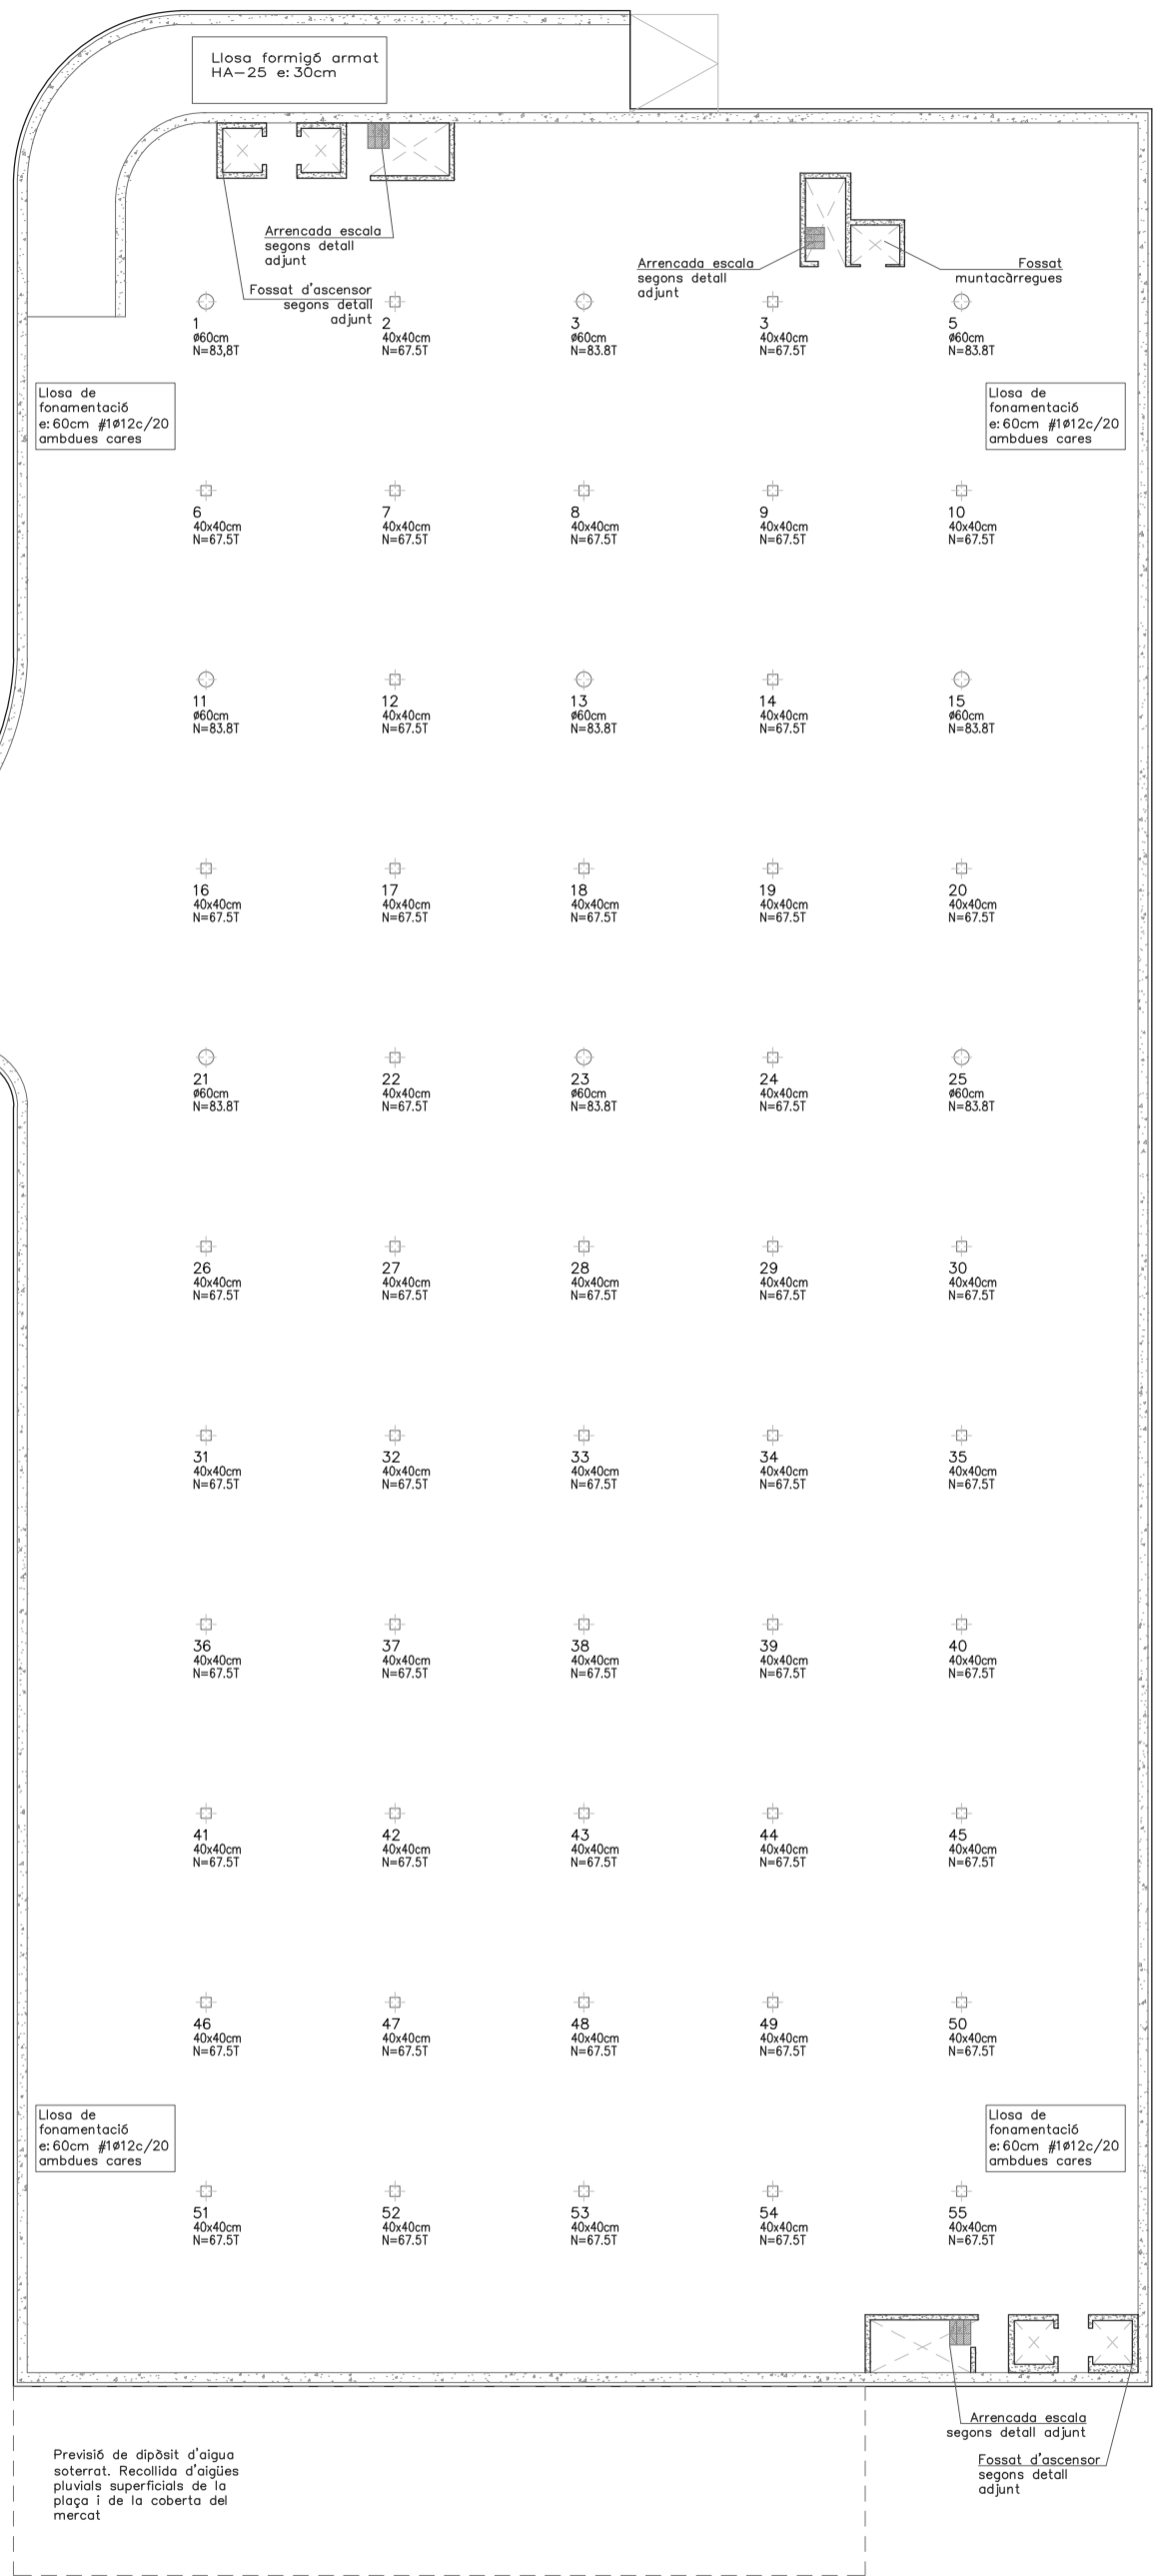 Llosa formigó armat
HA-25 e:30cm
Arrencada escala
segons detall
adjunt
Fossat d'ascensor
segons detall
adjunt
Arrencada escala
segons detall
adjunt
Fossat
muntacàrregues
1
ø60cm
N=83,8T
2
40x40cm
N=67.5T
3
ø60cm
N=83.8T
3
40x40cm
N=67.5T
5
ø60cm
N=83.8T
Llosa de
fonamentació
e:60cm #1ø12c/20
ambdues cares
Llosa de
fonamentació
e:60cm #1ø12c/20
ambdues cares
6
40x40cm
N=67.5T
7
40x40cm
N=67.5T
8
40x40cm
N=67.5T
9
40x40cm
N=67.5T
10
40x40cm
N=67.5T
11
ø60cm
N=83.8T
12
40x40cm
N=67.5T
13
ø60cm
N=83.8T
14
40x40cm
N=67.5T
15
ø60cm
N=83.8T
16
40x40cm
N=67.5T
17
40x40cm
N=67.5T
18
40x40cm
N=67.5T
19
40x40cm
N=67.5T
20
40x40cm
N=67.5T
21
ø60cm
N=83.8T
22
40x40cm
N=67.5T
23
ø60cm
N=83.8T
24
40x40cm
N=67.5T
25
ø60cm
N=83.8T
26
40x40cm
N=67.5T
27
40x40cm
N=67.5T
28
40x40cm
N=67.5T
29
40x40cm
N=67.5T
30
40x40cm
N=67.5T
31
40x40cm
N=67.5T
32
40x40cm
N=67.5T
33
40x40cm
N=67.5T
34
40x40cm
N=67.5T
35
40x40cm
N=67.5T
36
40x40cm
N=67.5T
37
40x40cm
N=67.5T
38
40x40cm
N=67.5T
39
40x40cm
N=67.5T
40
40x40cm
N=67.5T
41
40x40cm
N=67.5T
42
40x40cm
N=67.5T
43
40x40cm
N=67.5T
44
40x40cm
N=67.5T
45
40x40cm
N=67.5T
46
40x40cm
N=67.5T
47
40x40cm
N=67.5T
48
40x40cm
N=67.5T
49
40x40cm
N=67.5T
50
40x40cm
N=67.5T
Llosa de
fonamentació
e:60cm #1ø12c/20
ambdues cares
Llosa de
fonamentació
e:60cm #1ø12c/20
ambdues cares
51
40x40cm
N=67.5T
52
40x40cm
N=67.5T
53
40x40cm
N=67.5T
54
40x40cm
N=67.5T
55
40x40cm
N=67.5T
Arrencada escala
segons detall adjunt
Fossat d'ascensor
segons detall
adjunt
Previsió de dipòsit d'aigua
soterrat. Recollida d'aigües
pluvials superficials de la
plaça i de la coberta del
mercat